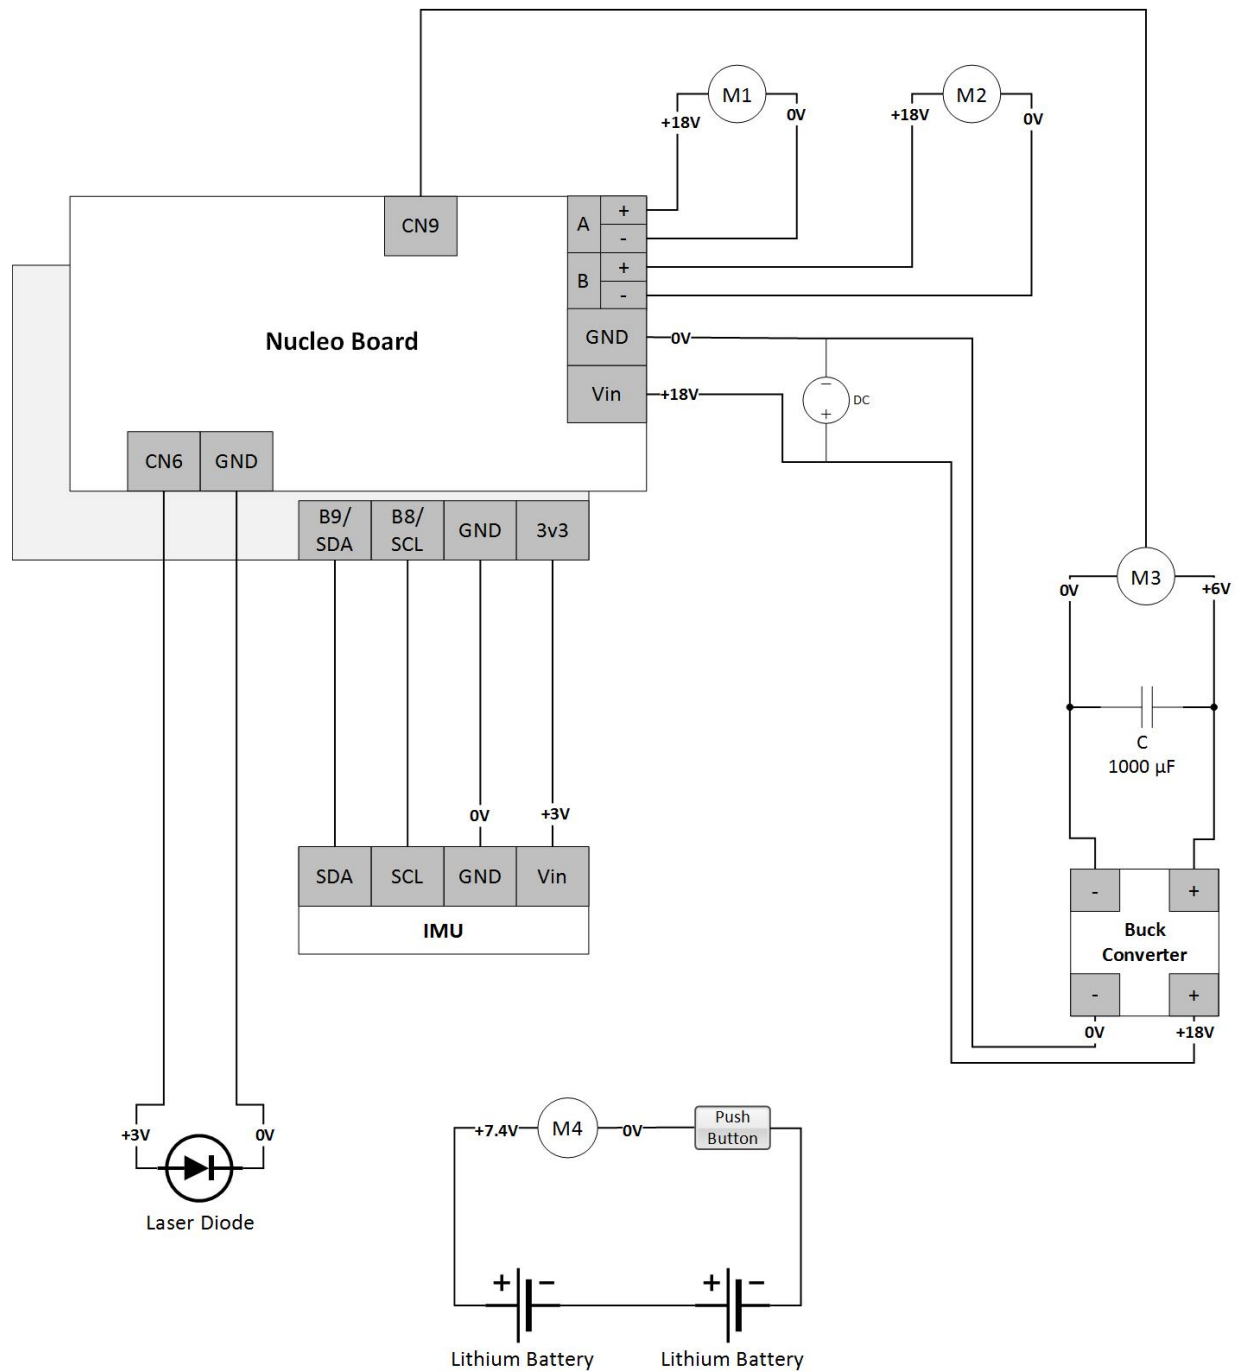 M1
M2
+18V
0V
+18V
0V
CN9
A
+
-
B
+
-
Nucleo Board
GND
0V
Vin
+18V
−
+
DC
CN6
GND
B9/
SDA
B8/
SCL
GND
3v3
M3
0V
+6V
C
1000 µF
0V
+3V
SDA
SCL
GND
Vin
IMU
-
+
Buck
Converter
-
+
0V
+18V
+3V
0V
Laser Diode
+7.4V
M4
0V
Push
Button
+
−
+
−
Lithium Battery
Lithium Battery